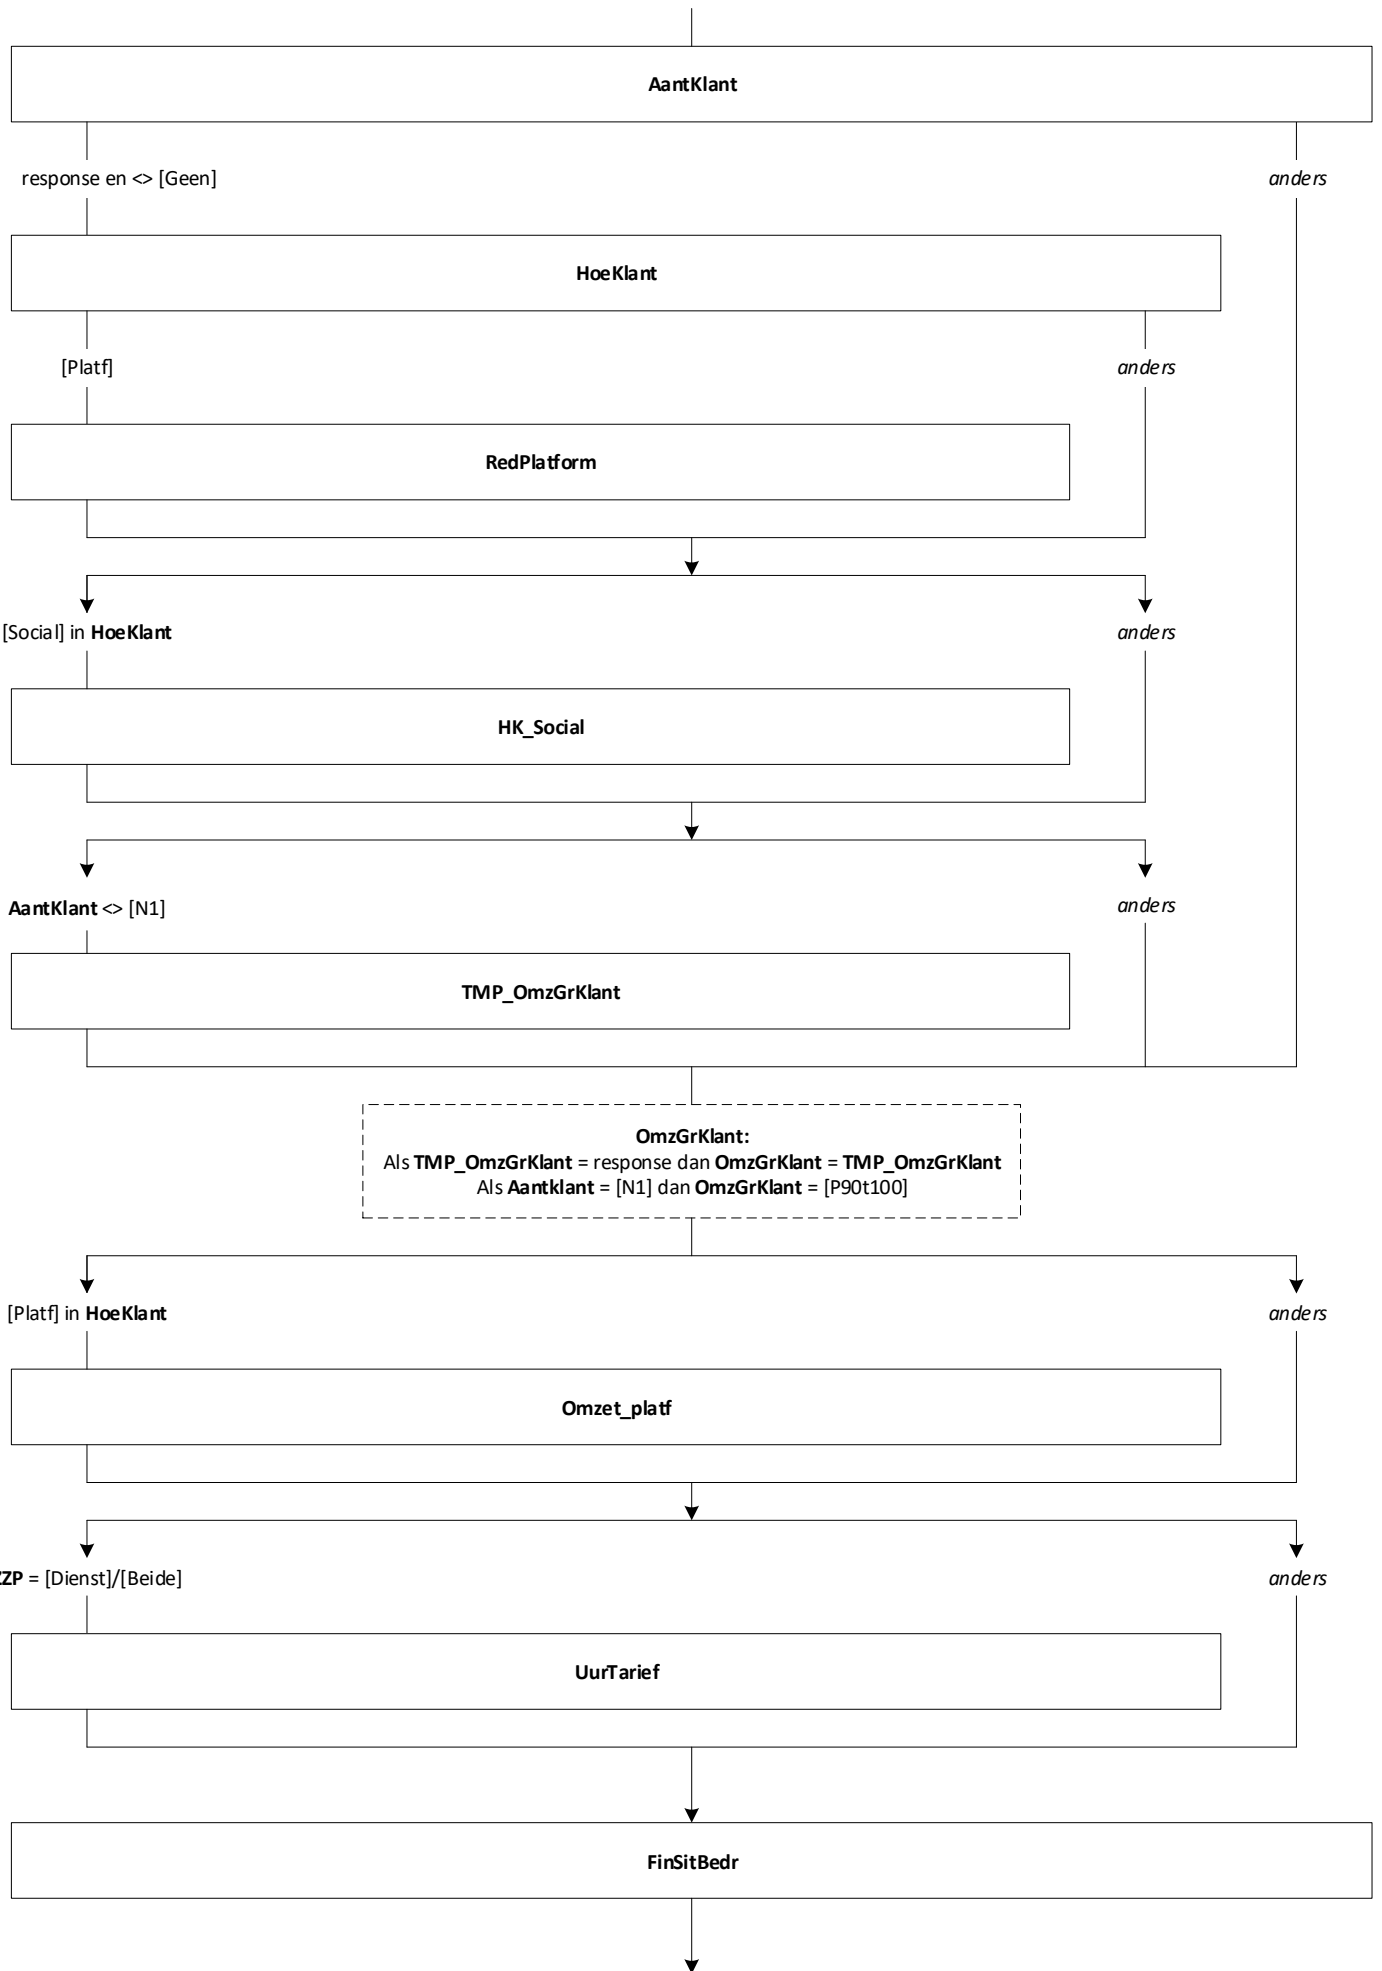 AantKlant
response en <> [Geen]
anders
HoeKlant
[Platf]
anders
RedPlatform
[Social] in HoeKlant
anders
HK_Social
AantKlant <> [N1]
anders
TMP_OmzGrKlant
OmzGrKlant:
Als TMP_OmzGrKlant = response dan OmzGrKlant = TMP_OmzGrKlant
Als Aantklant = [N1] dan OmzGrKlant = [P90t100]
[Platf] in HoeKlant
anders
Omzet_platf
ZZP = [Dienst]/[Beide]
anders
UurTarief
FinSitBedr